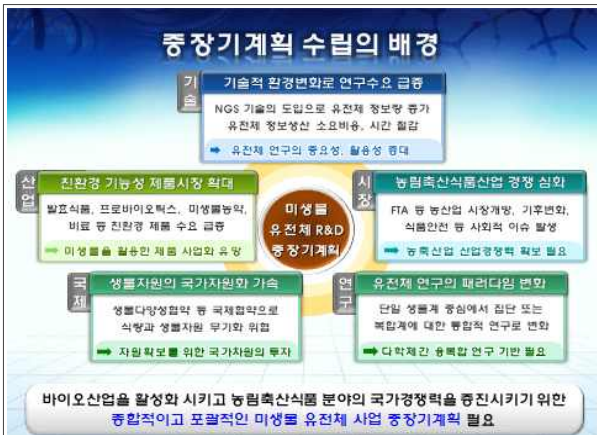 중장기계획 수립의 배경
기술
기술적 환경변화로 연구수요 급증
NGS 기술의 도입으로 유전체 정보량 증가
유전체 정보생산 소요비용, 시간 절감
➡ 유전체 연구의 중요성, 활용성 증대
산업
친환경 기능성 제품시장 확대
발효식품, 프로바이오틱스, 미생물농약,
비료 등 친환경 제품 수요 급증
➡ 미생물을 활용한 제품 사업화 유망
시장
농림축산식품산업 경쟁 심화
FTA 등 농산업 시장개방, 기후변화,
식품안전 등 사회적 이슈 발생
➡ 농축산업 산업경쟁력 확보 필요
미생물
유전체 R&D
중장기계획
국제
생물자원의 국가자원화 가속
생물다양성협약 등 국제협약으로
식량과 생물자원 무기화 위협
➡ 자원확보를 위한 국가차원의 투자
연구
유전체 연구의 패러다임 변화
단일 생물계 중심에서 집단 또는
복합계에 대한 통합적 연구로 변화
➡ 다학제간 융복합 연구 기반 필요
바이오산업을 활성화 시키고 농림축산식품 분야의 국가경쟁력을 증진시키기 위한
종합적이고 포괄적인 미생물 유전체 사업 중장기계획 필요